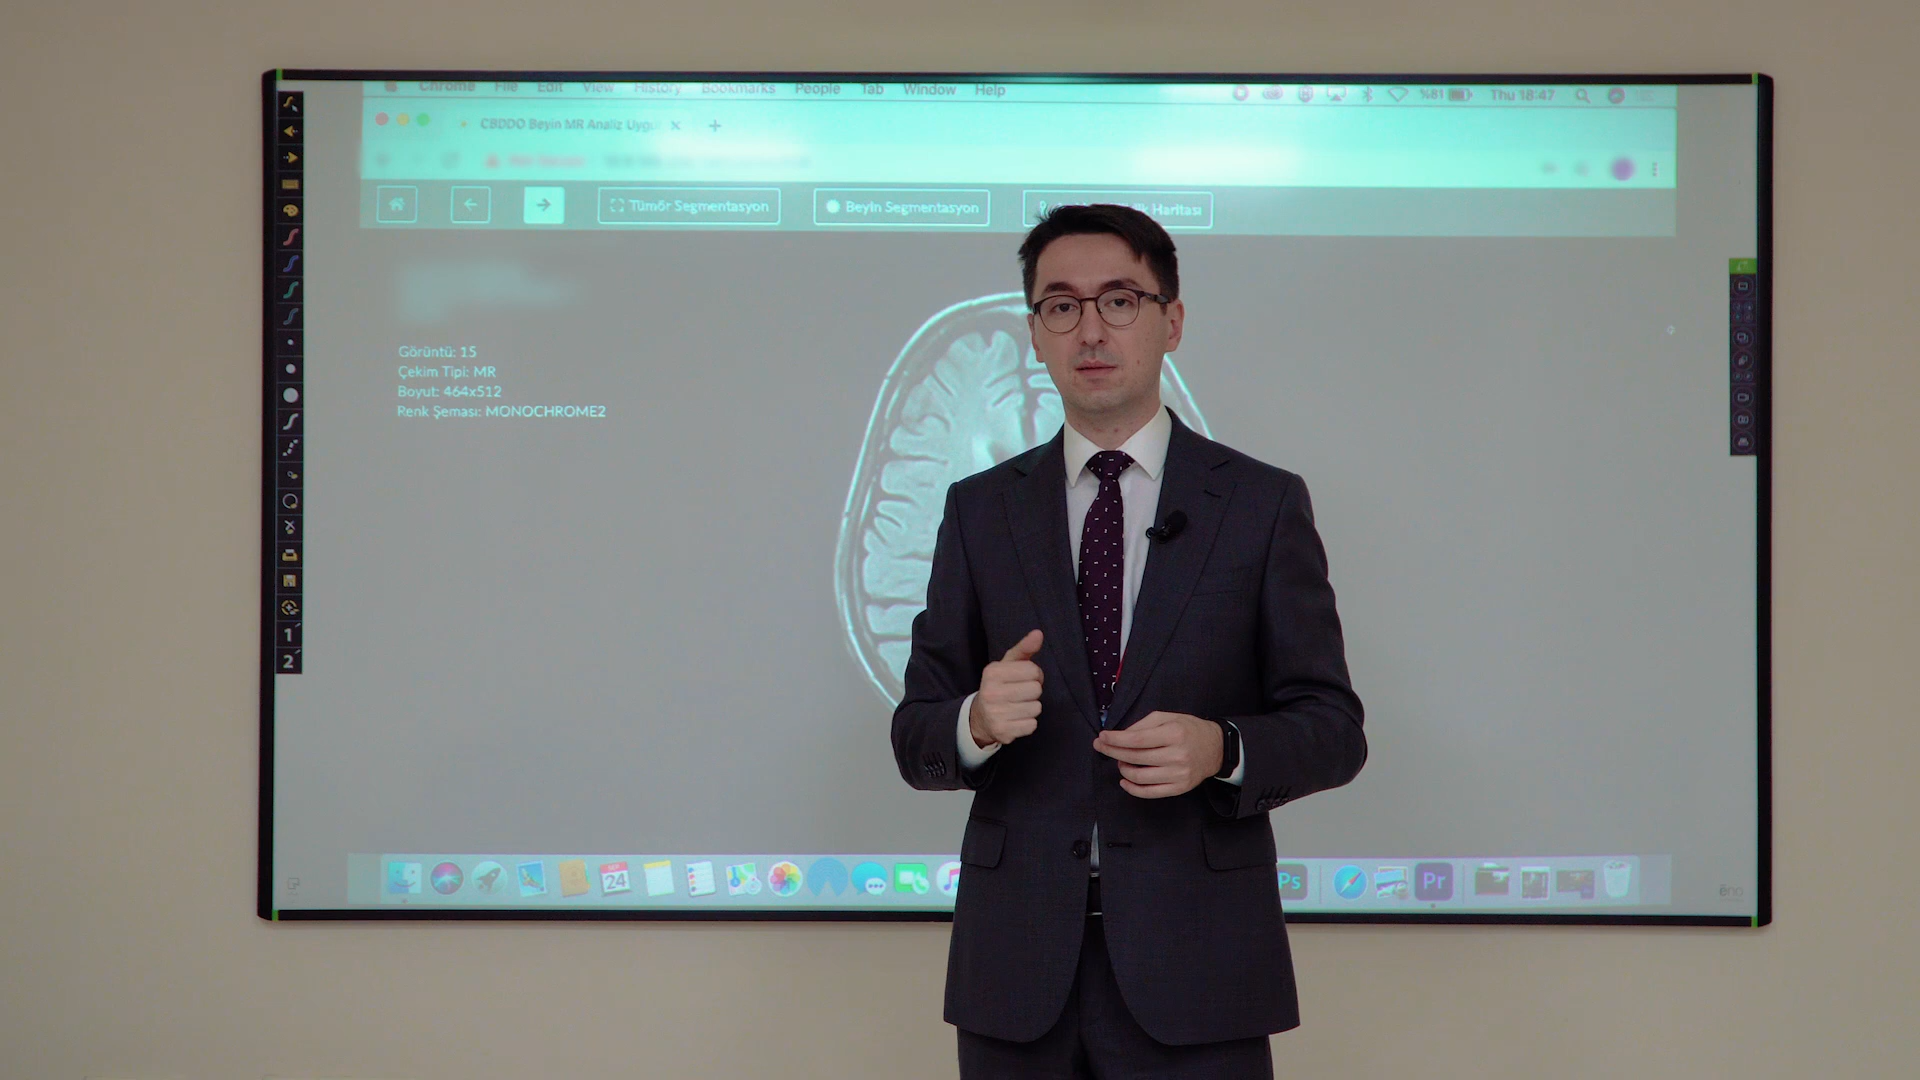 Chrome File Edit View History Bookmarks People Tab Window Help %81 Thu 18:47
CBDDO Beyin MR Analiz Uygu
Tümör Segmentasyon Beyin Segmentasyon Haritası
Görüntü: 15
Çekim Tipi: MR
Boyut: 464x512
Renk Şeması: MONOCHROME2
1
2
24 Ps Pr
eno